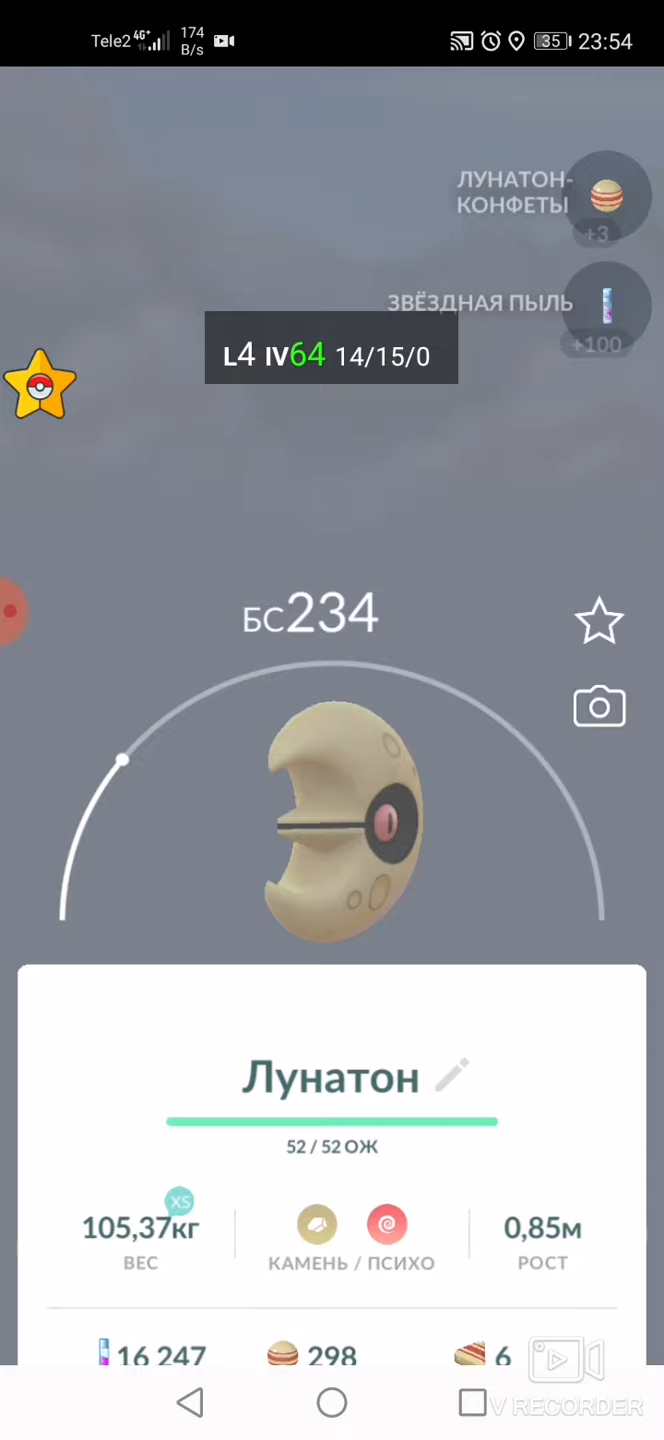 Tele2 4G+ 174 B/s 35 23:54
ЛУНАТОН-
КОНФЕТЫ
+3
ЗВЁЗДНАЯ ПЫЛЬ
+100
L4 IV64 14/15/0
БС234
Лунатон
52 / 52 ОЖ
XS
105,37кг 0,85м
ВЕС КАМЕНЬ / ПСИХО РОСТ
16 247 298 6
V RECORDER